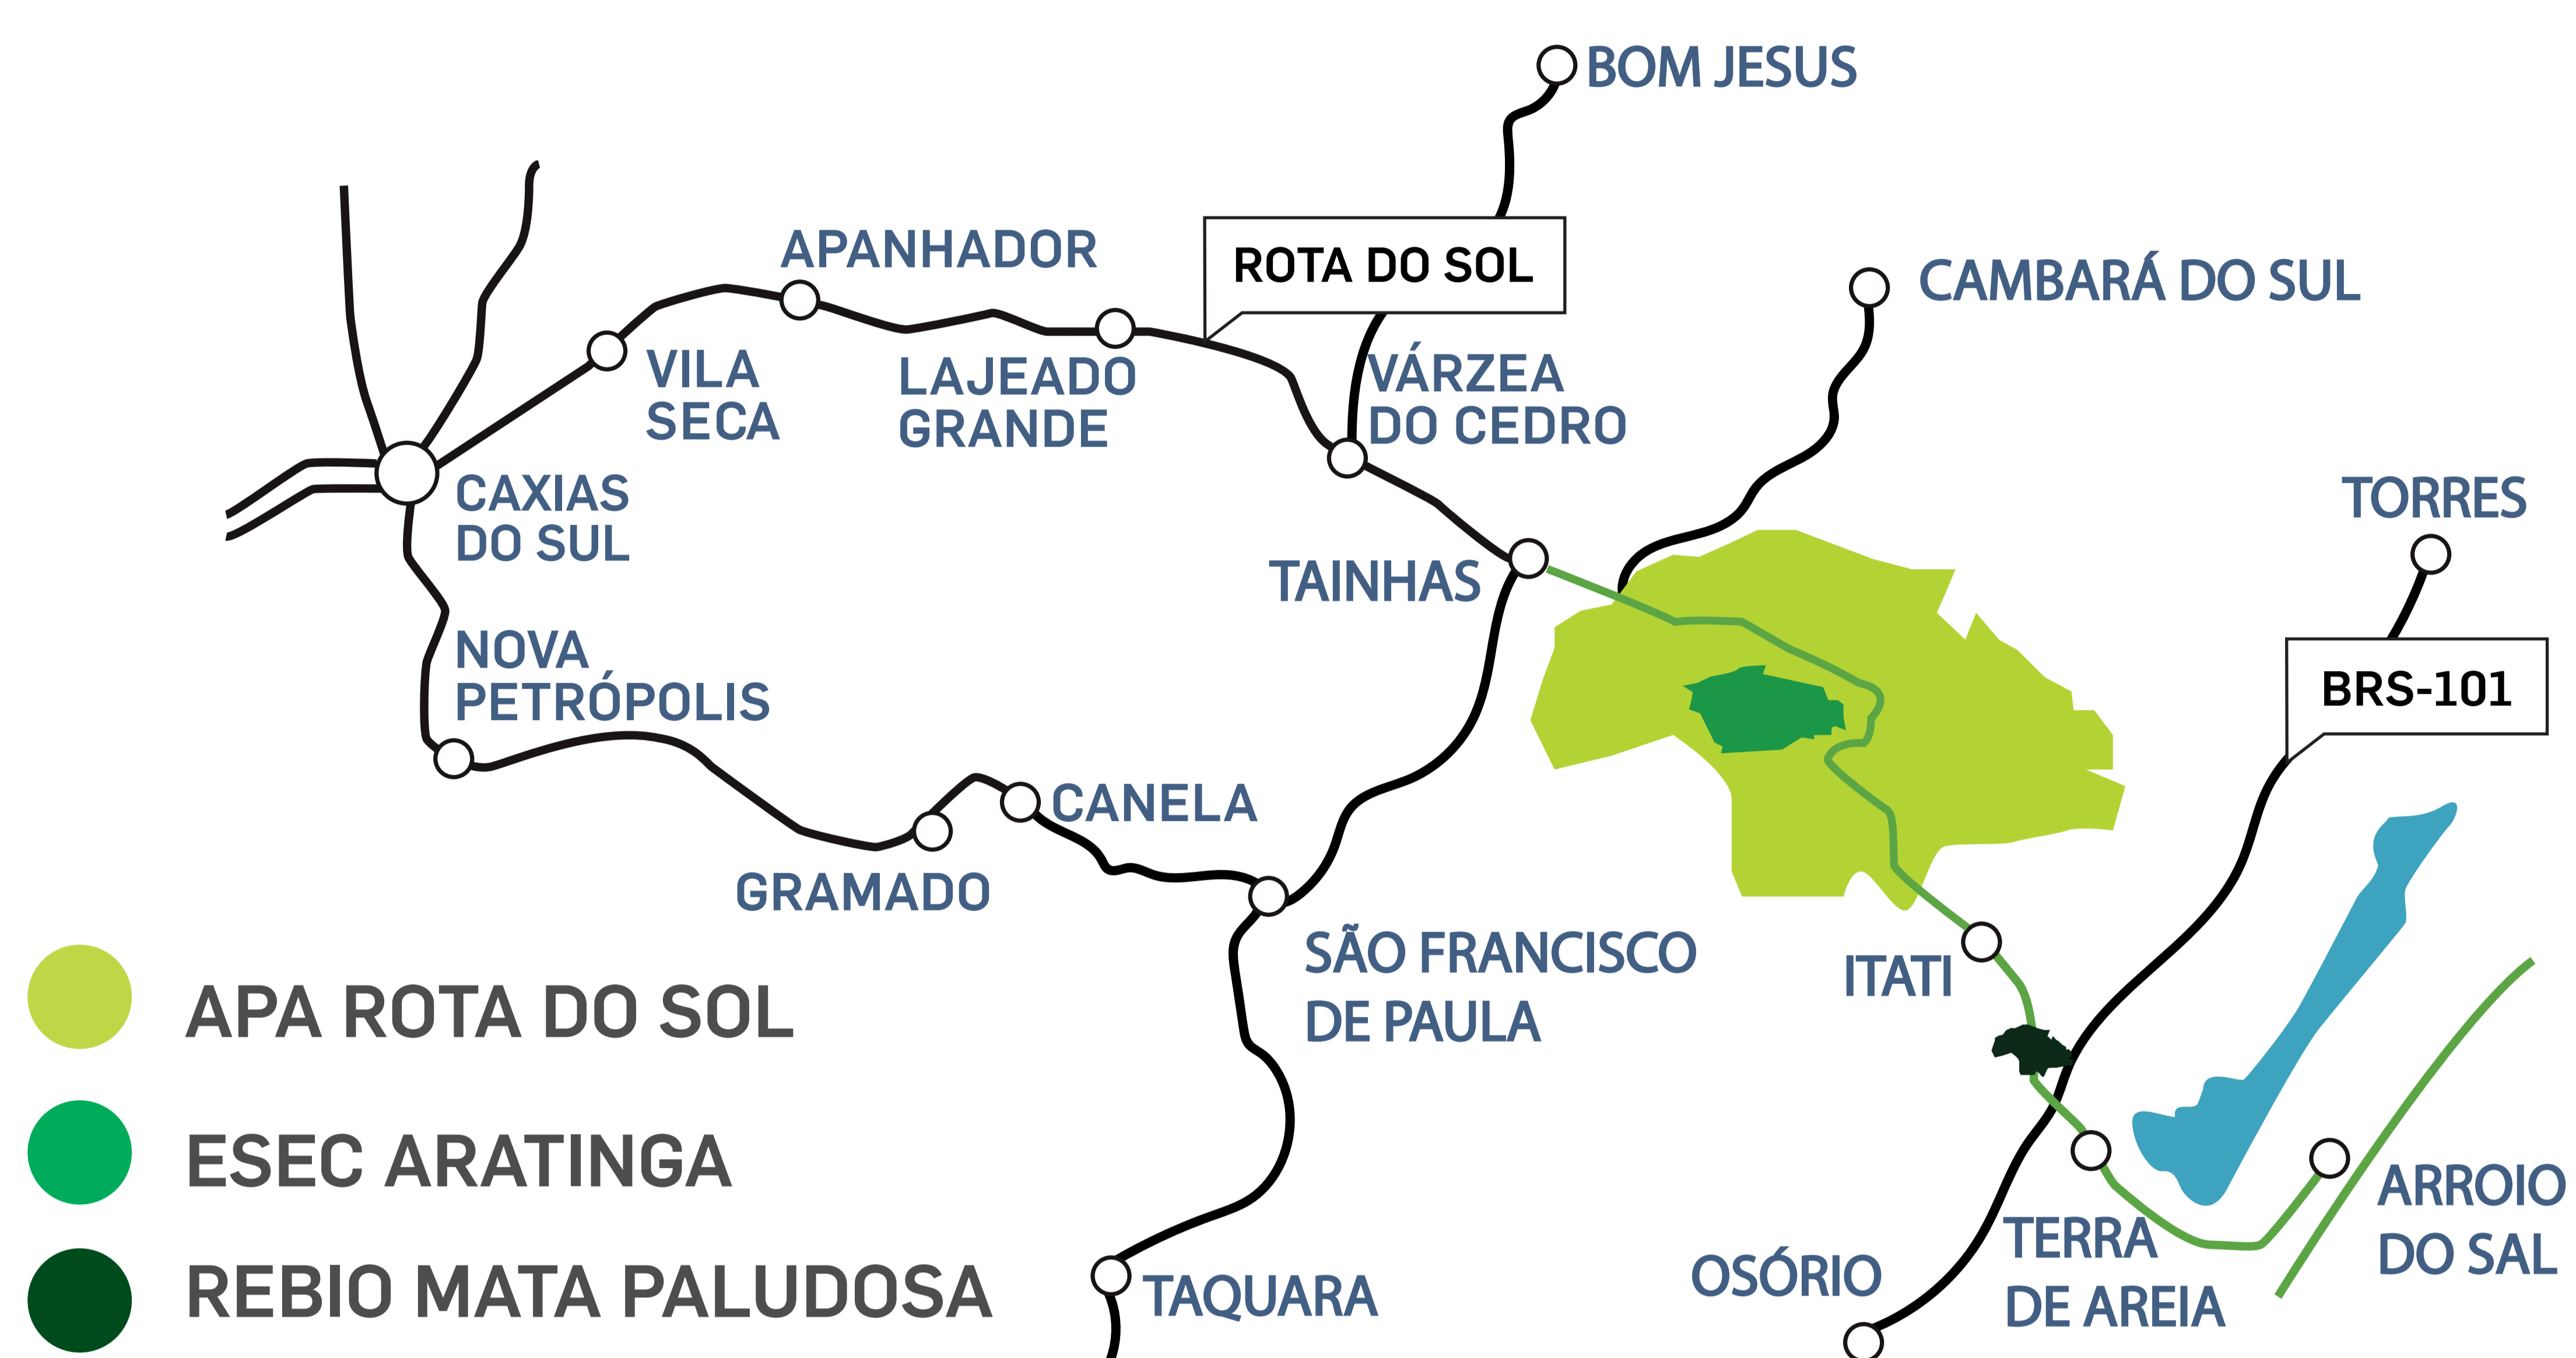 BOM JESUS
APANHADOR
ROTA DO SOL
CAMBARÁ DO SUL
VILA
SECA
LAJEADO
GRANDE
VÁRZEA
DO CEDRO
CAXIAS
DO SUL
TORRES
TAINHAS
NOVA
PETRÓPOLIS
BRS-101
CANELA
GRAMADO
SÃO FRANCISCO
DE PAULA
ITATI
APA ROTA DO SOL
ESEC ARATINGA
REBIO MATA PALUDOSA
TAQUARA
OSÓRIO
TERRA
DE AREIA
ARROIO
DO SAL